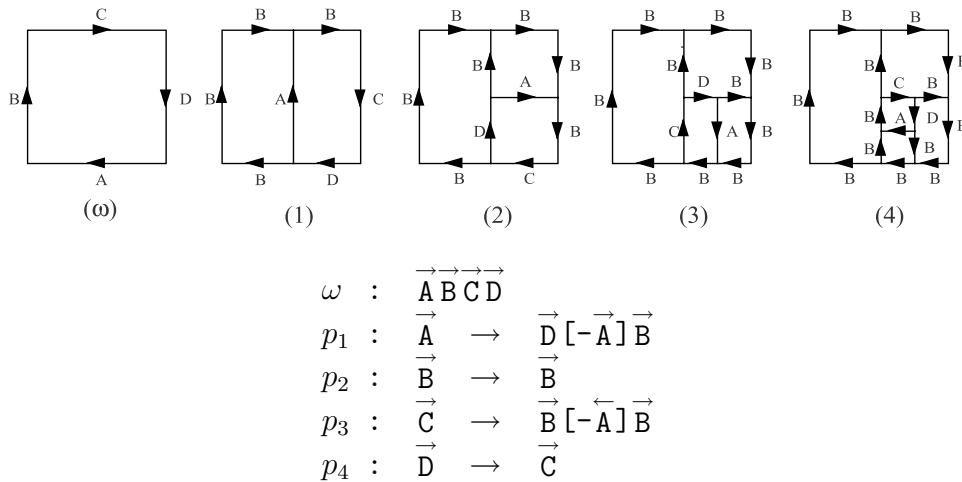 C B B B B B B B B B
B D B A C B B A B B B D B B B C B B
D B C A B B A D B
B
A B D B C B B B B B B
(ω) (1) (2) (3) (4)
ω : A⃗B⃗C⃗D⃗
p₁ : A⃗ → D⃗[-A⃗]B⃗
p₂ : B⃗ → B⃗
p₃ : C⃗ → B⃗[-A⃖]B⃗
p₄ : D⃗ → C⃗